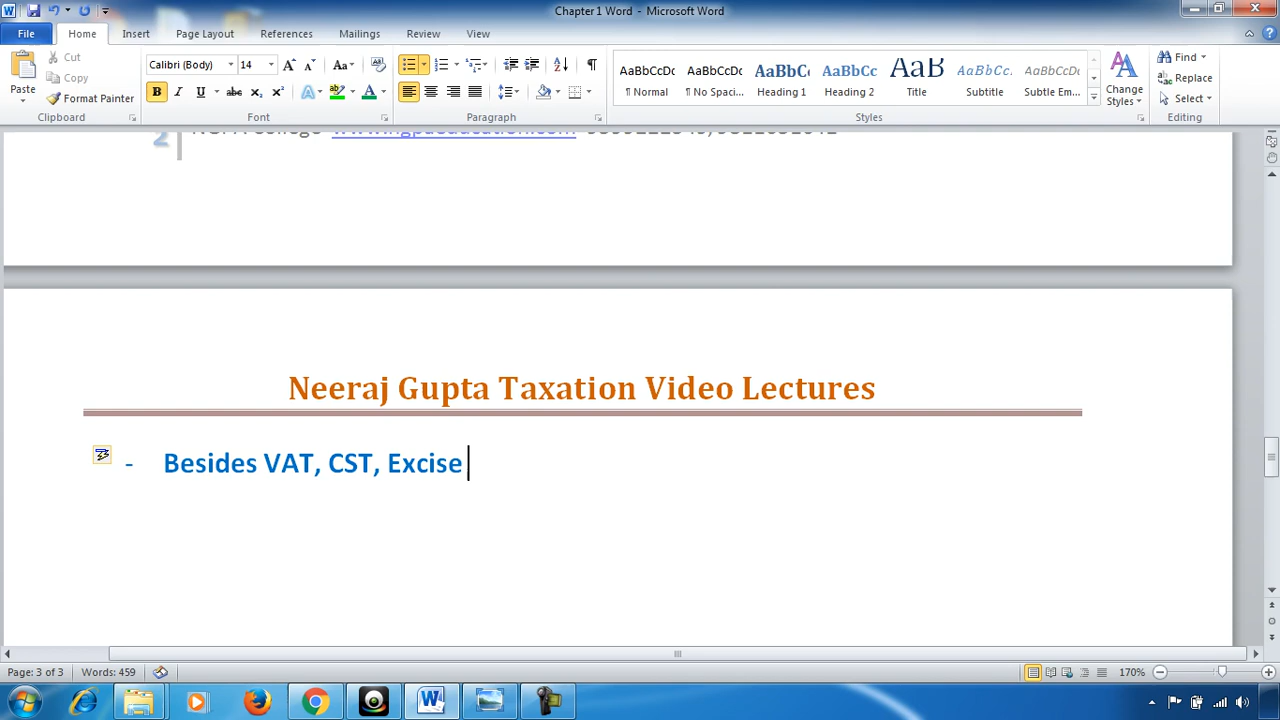 Chapter 1 Word - Microsoft Word
File Home Insert Page Layout References Mailings Review View
Cut
Copy
Format Painter
Paste
Clipboard
Calibri (Body) 14
Font
Paragraph
AaBbCcDc AaBbCcDc AaBbCc AaBbCc AaB AaBbCc. AaBbCcDc
¶ Normal ¶ No Spaci... Heading 1 Heading 2 Title Subtitle Subtle Em...
Change Styles
Styles
Find
Replace
Select
Editing
2
Neeraj Gupta Taxation Video Lectures
- Besides VAT, CST, Excise
Page: 3 of 3 Words: 459 170%